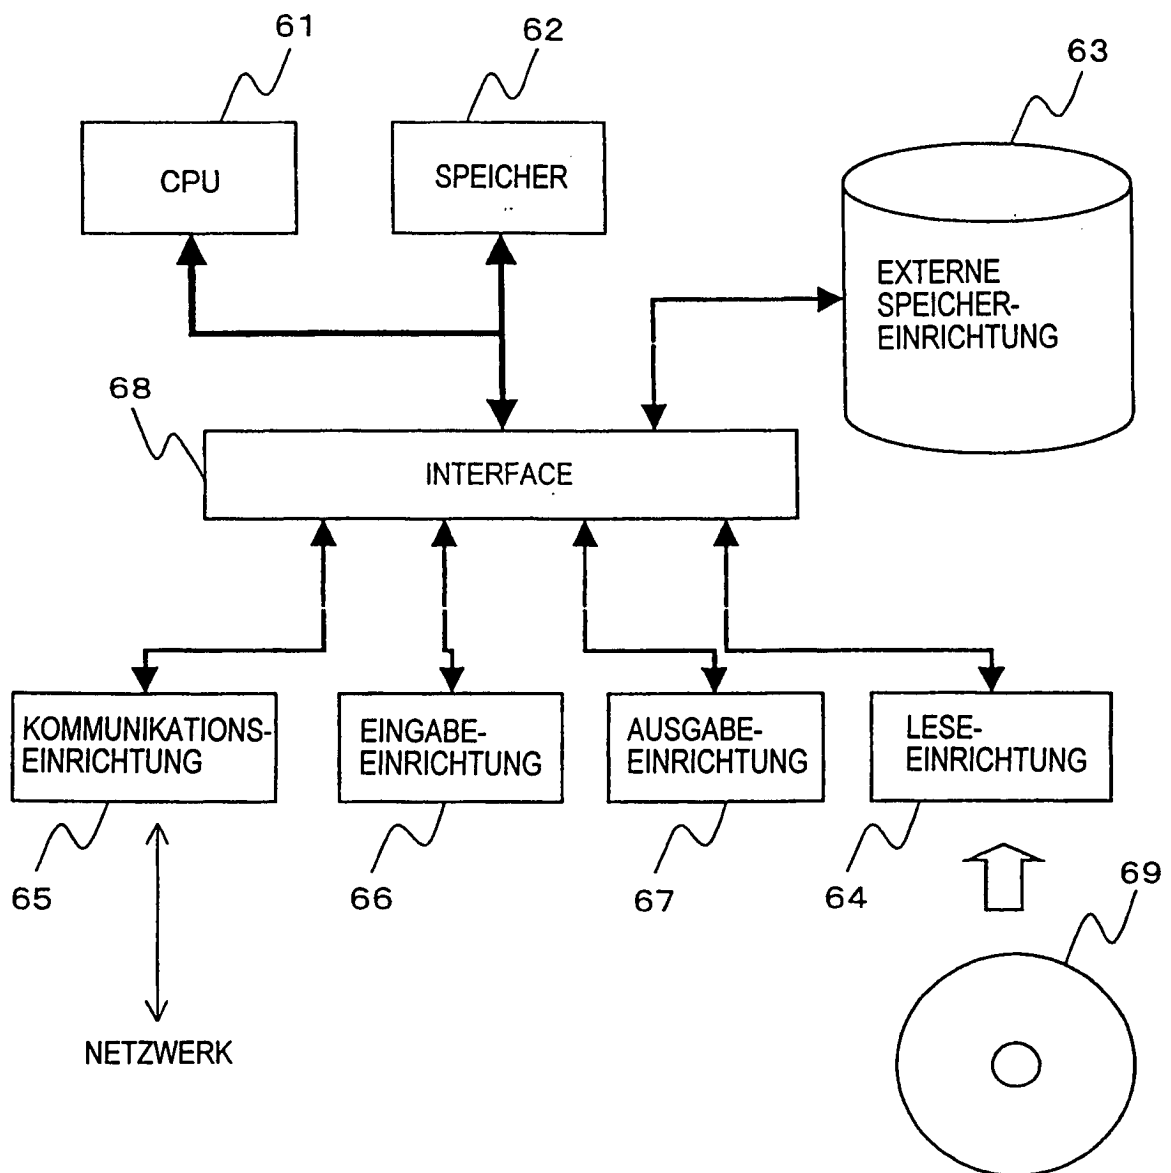 61
62
63
CPU
SPEICHER
EXTERNE
SPEICHER-
EINRICHTUNG
68
INTERFACE
KOMMUNIKATIONS-
EINRICHTUNG
EINGABE-
EINRICHTUNG
AUSGABE-
EINRICHTUNG
LESE-
EINRICHTUNG
65
66
67
64
69
NETZWERK